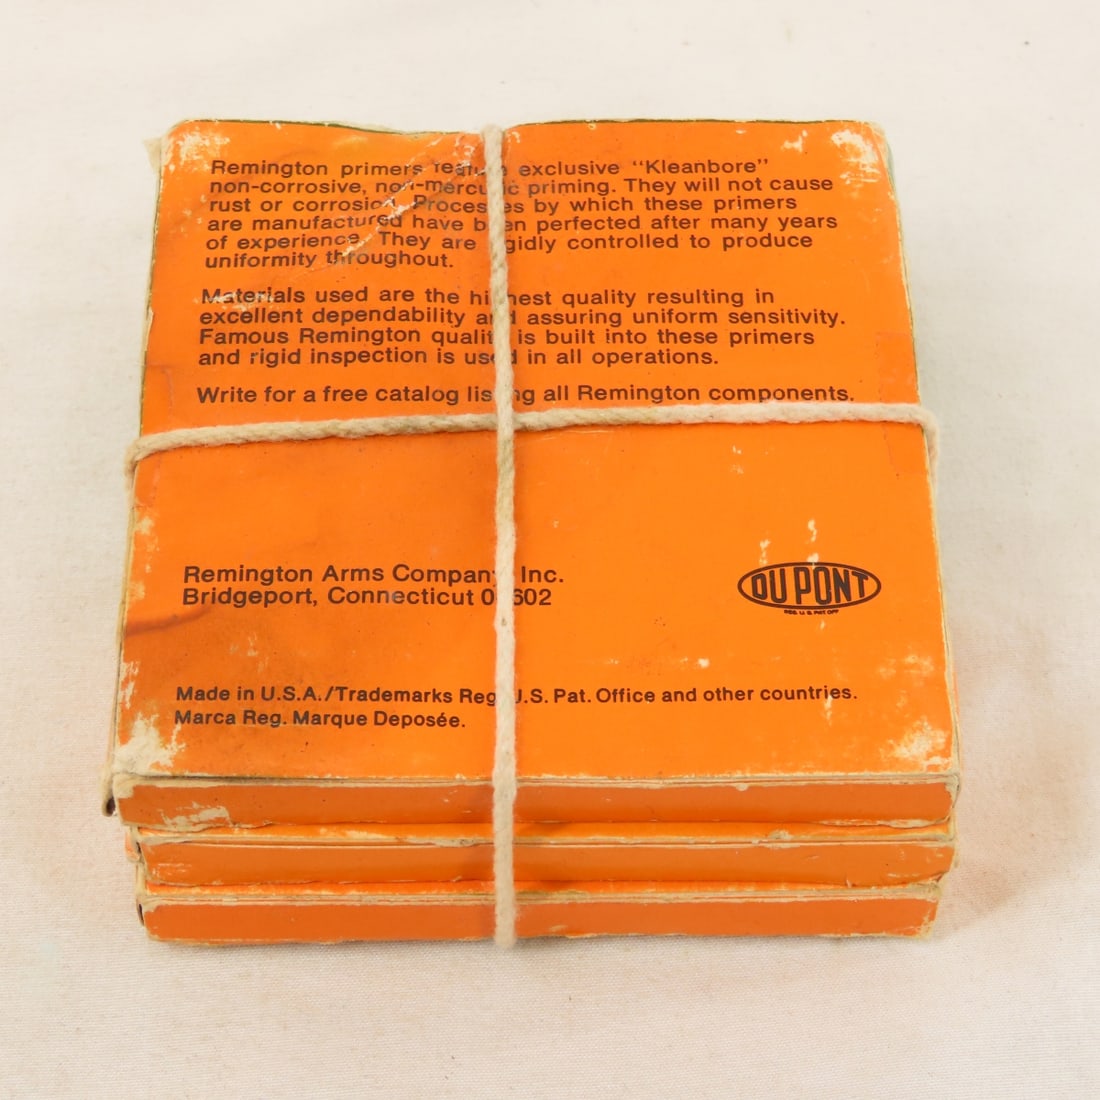 Remington primers feature exclusive "Kleanbore"
non-corrosive, non-mercuric priming. They will not cause
rust or corrosion. Processes by which these primers
are manufactured have been perfected after many years
of experience. They are rigidly controlled to produce
uniformity throughout.
Materials used are the highest quality resulting in
excellent dependability and assuring uniform sensitivity.
Famous Remington quality is built into these primers
and rigid inspection is used in all operations.
Write for a free catalog listing all Remington components.
Remington Arms Company, Inc.
Bridgeport, Connecticut
DU PONT
REG. U.S. PAT. OFF
Made in U.S.A./Trademarks Reg. U.S. Pat. Office and other countries.
Marca Reg. Marque Deposée.